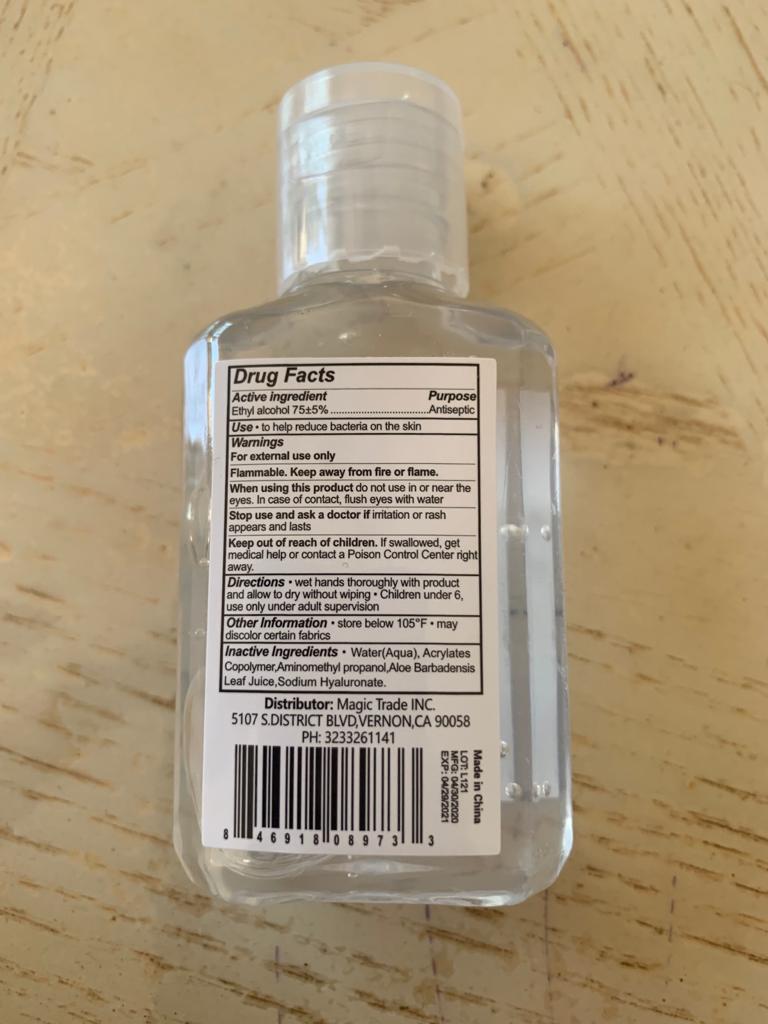 Drug Facts
Active ingredient Purpose
Ethyl alcohol 75±5%................................Antiseptic
Use • to help reduce bacteria on the skin
Warnings
For external use only
Flammable. Keep away from fire or flame.
When using this product do not use in or near the
eyes. In case of contact, flush eyes with water
Stop use and ask a doctor if irritation or rash
appears and lasts
Keep out of reach of children. If swallowed, get
medical help or contact a Poison Control Center right
away.
Directions • wet hands thoroughly with product
and allow to dry without wiping • Children under 6,
use only under adult supervision
Other Information • store below 105°F • may
discolor certain fabrics
Inactive Ingredients • Water(Aqua), Acrylates
Copolymer,Aminomethyl propanol,Aloe Barbadensis
Leaf Juice,Sodium Hyaluronate.
Distributor: Magic Trade INC.
5107 S.DISTRICT BLVD,VERNON,CA 90058
PH: 3233261141
8 46918 08973 3
Made in China
LOT: L121
MFG: 04/30/2020
EXP: 04/29/2021